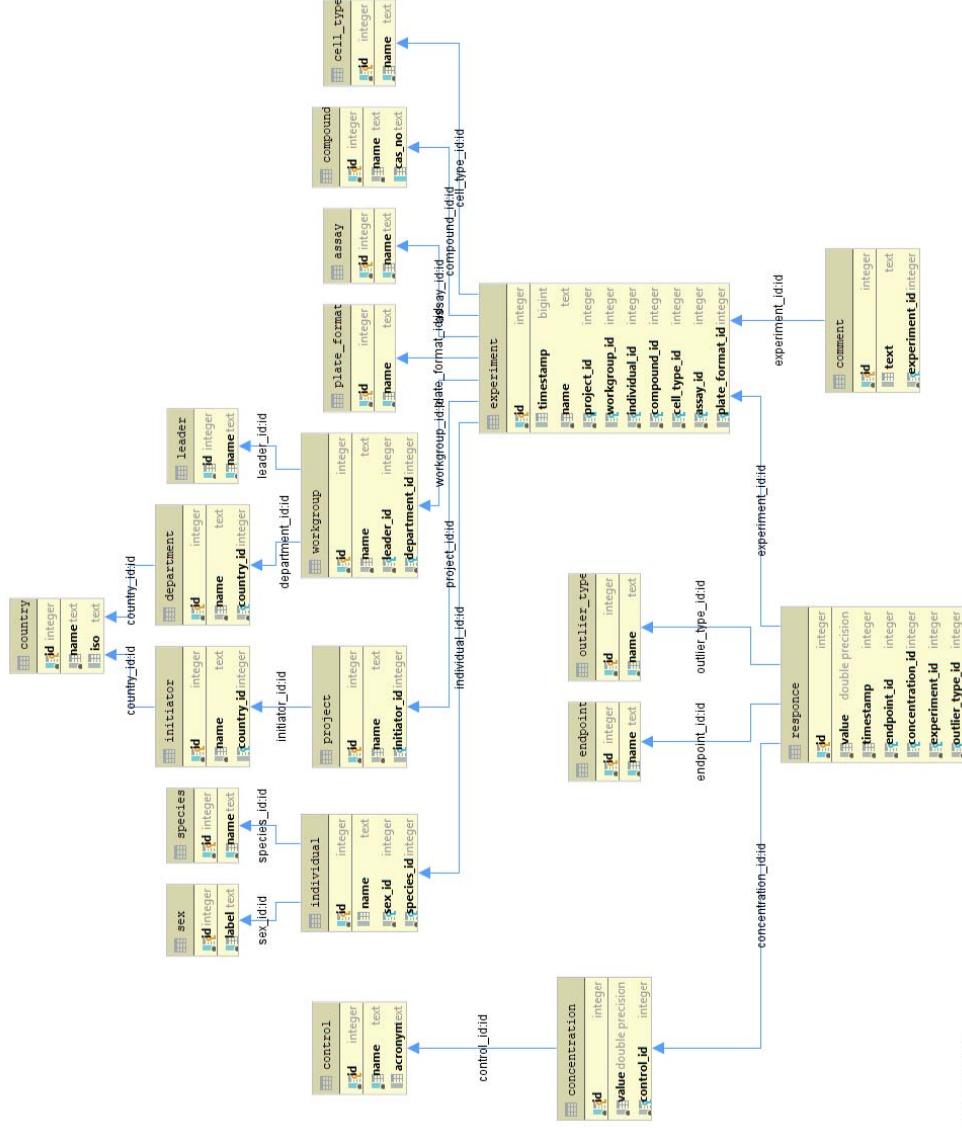 country
id integer
name text
iso text
country_id:id
country_id:id
sex
id integer
label text
species
id integer
name text
initiator
id integer
name text
country_id integer
department
id integer
name text
country_id integer
leader
id integer
name text
sex_id:id
species_id:id
initiator_id:id
department_id:id
leader_id:id
control
id integer
name text
acronym text
individual
id integer
name text
sex_id integer
species_id integer
project
id integer
name text
initiator_id integer
workgroup
id integer
name text
leader_id integer
department_id integer
plate_format
id integer
name text
assay
id integer
name text
compound
id integer
name text
cas_no text
cell_type
id integer
name text
control_id:id
individual_id:id
project_id:id
workgroup_id:id
plate_format_id:id
assay_id:id
compound_id:id
cell_type_id:id
experiment
id integer
timestamp bigint
name text
project_id integer
workgroup_id integer
individual_id integer
compound_id integer
cell_type_id integer
assay_id integer
plate_format_id integer
concentration
id integer
value double precision
control_id integer
endpoint
id integer
name text
outlier_type
id integer
name text
concentration_id:id
endpoint_id:id
outlier_type_id:id
experiment_id:id
experiment_id:id
responce
id integer
value double precision
timestamp integer
endpoint_id integer
concentration_id integer
experiment_id integer
outlier_type_id integer
comment
id integer
text text
experiment_id integer